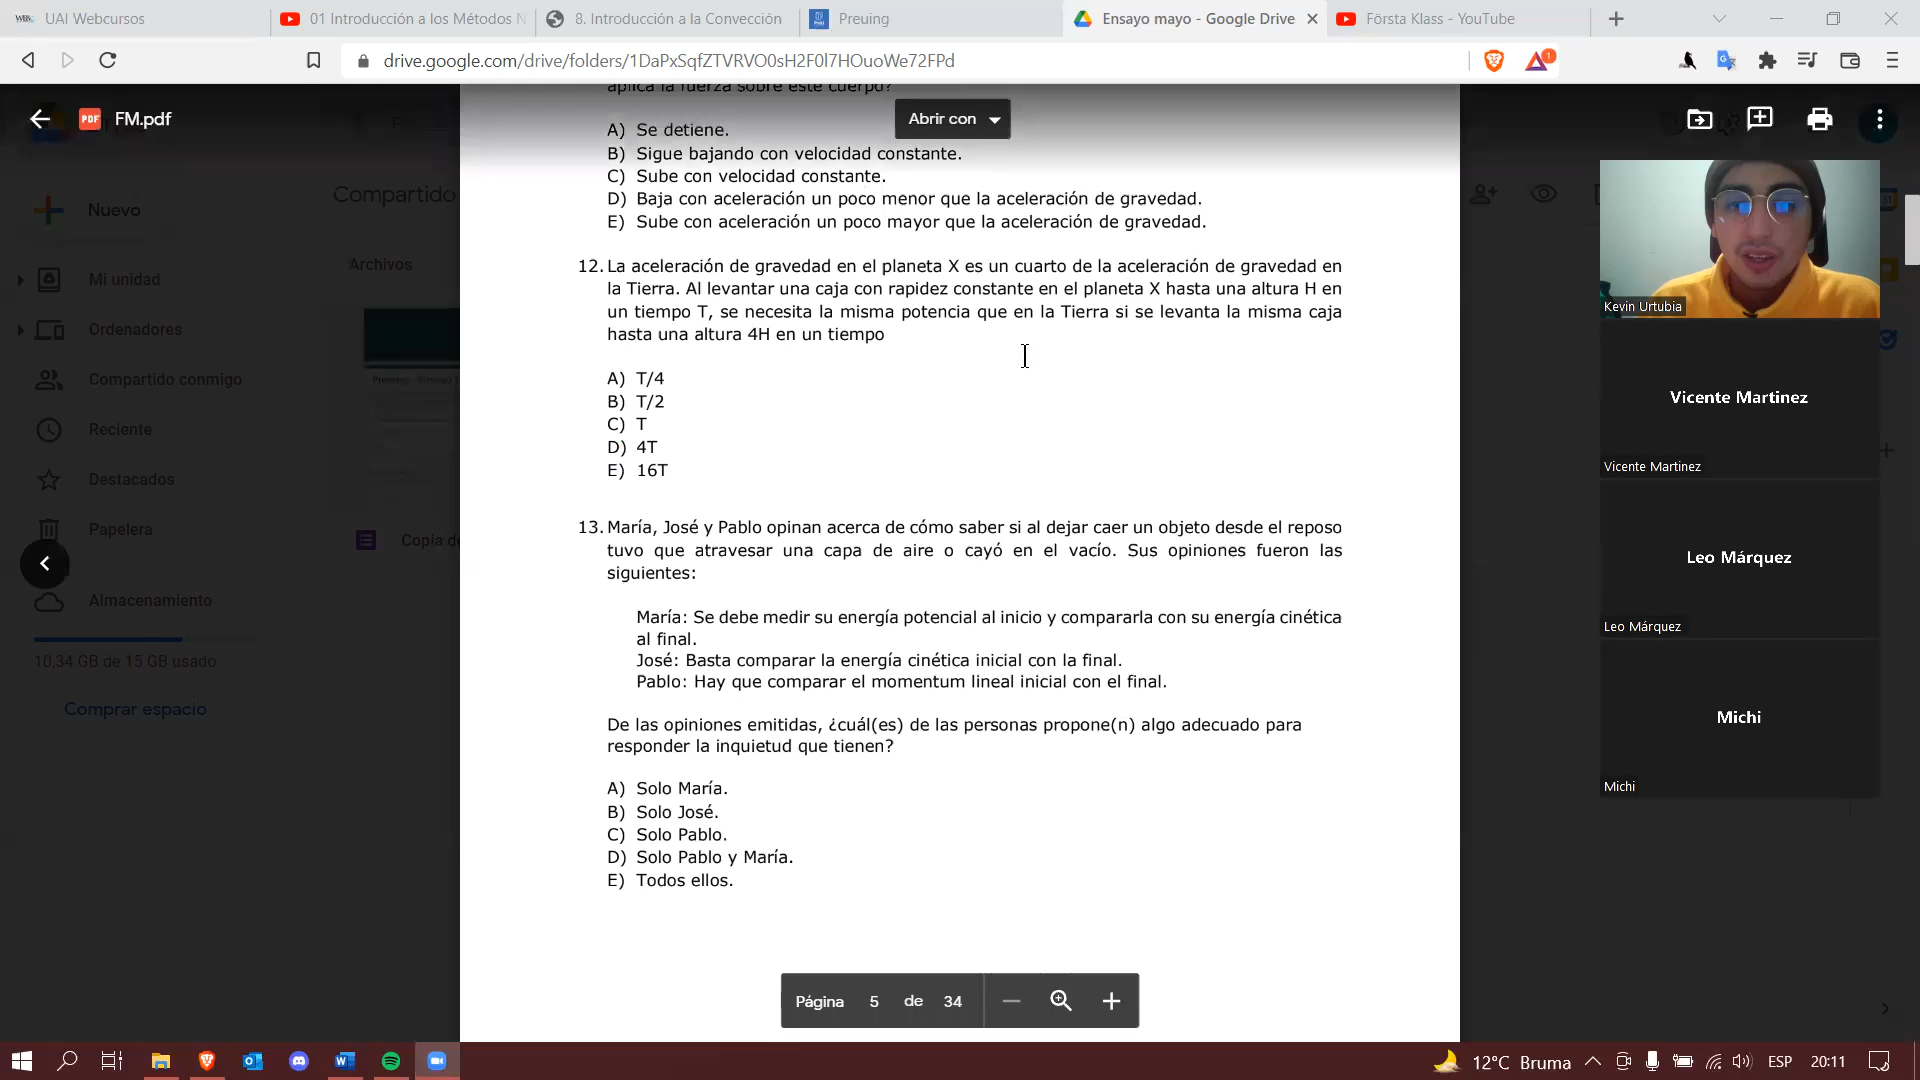 UAI Webcursos
01 Introducción a los Métodos N
8. Introducción a la Convección
Preuing
Ensayo mayo - Google Drive
Första Klass - YouTube
drive.google.com/drive/folders/1DaPxSqfZTVRVO0sH2F0l7HOuoWe72FPd
1
aplica la fuerza sobre este cuerpo?
PDF FM.pdf
Abrir con
A) Se detiene.
B) Sigue bajando con velocidad constante.
C) Sube con velocidad constante.
D) Baja con aceleración un poco menor que la aceleración de gravedad.
E) Sube con aceleración un poco mayor que la aceleración de gravedad.
12. La aceleración de gravedad en el planeta X es un cuarto de la aceleración de gravedad en
la Tierra. Al levantar una caja con rapidez constante en el planeta X hasta una altura H en
un tiempo T, se necesita la misma potencia que en la Tierra si se levanta la misma caja
hasta una altura 4H en un tiempo
A) T/4
B) T/2
C) T
D) 4T
E) 16T
13. María, José y Pablo opinan acerca de cómo saber si al dejar caer un objeto desde el reposo
tuvo que atravesar una capa de aire o cayó en el vacío. Sus opiniones fueron las
siguientes:
María: Se debe medir su energía potencial al inicio y compararla con su energía cinética
al final.
José: Basta comparar la energía cinética inicial con la final.
Pablo: Hay que comparar el momentum lineal inicial con el final.
De las opiniones emitidas, ¿cuál(es) de las personas propone(n) algo adecuado para
responder la inquietud que tienen?
A) Solo María.
B) Solo José.
C) Solo Pablo.
D) Solo Pablo y María.
E) Todos ellos.
Página 5 de 34
Nuevo
Mi unidad
Ordenadores
Compartido conmigo
Reciente
Destacados
Papelera
Almacenamiento
10,34 GB de 15 GB usado
Comprar espacio
Compartido
Archivos
Copia de
Kevin Urtubia
Vicente Martinez
Vicente Martinez
Leo Márquez
Leo Márquez
Michi
Michi
12°C Bruma
ESP
20:11